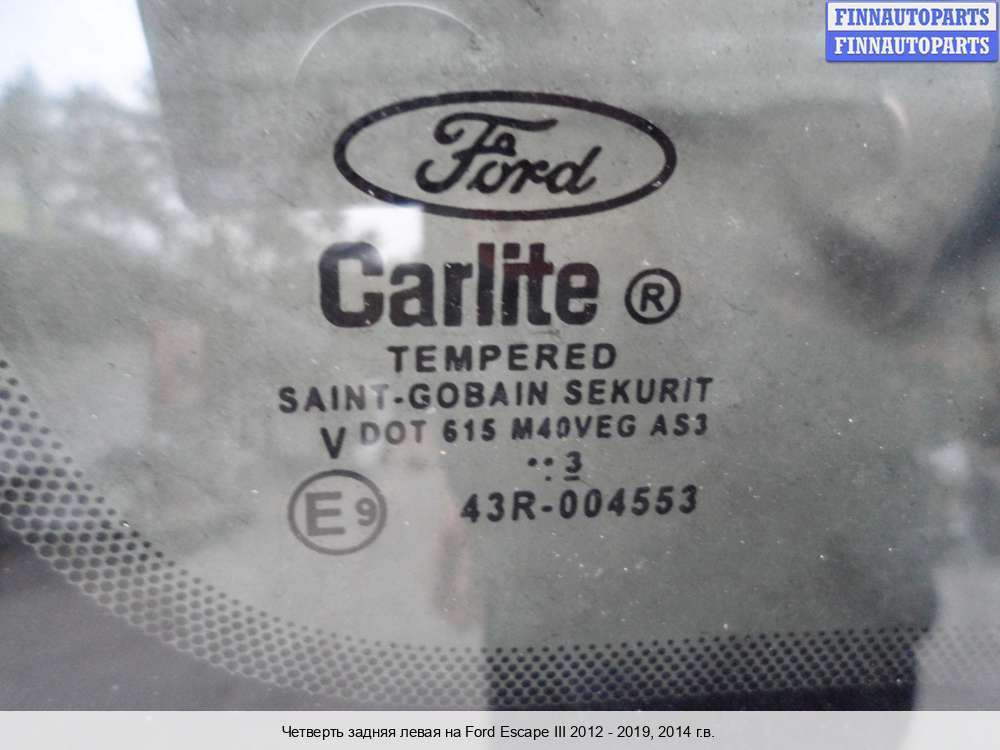 FINNAUTOPARTS
FINNAUTOPARTS
Ford
Carlite ®
TEMPERED
SAINT-GOBAIN SEKURIT
V DOT 615 M40VEG AS3
3
E9 43R-004553
Четверть задняя левая на Ford Escape III 2012 - 2019, 2014 г.в.